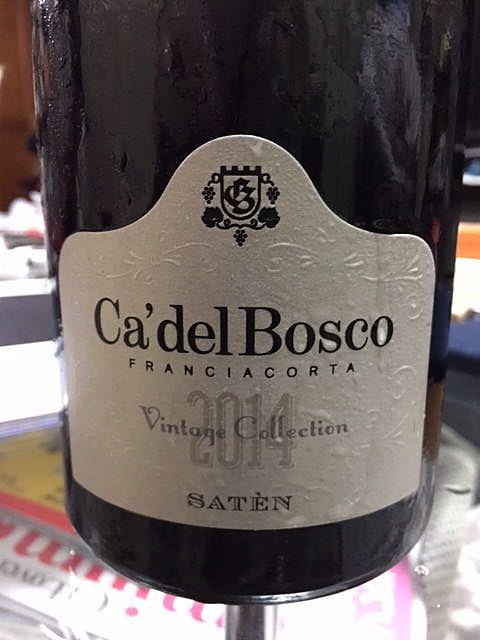 Ca'del Bosco
FRANCIACORTA
2014
Vintage Collection
SATÈN